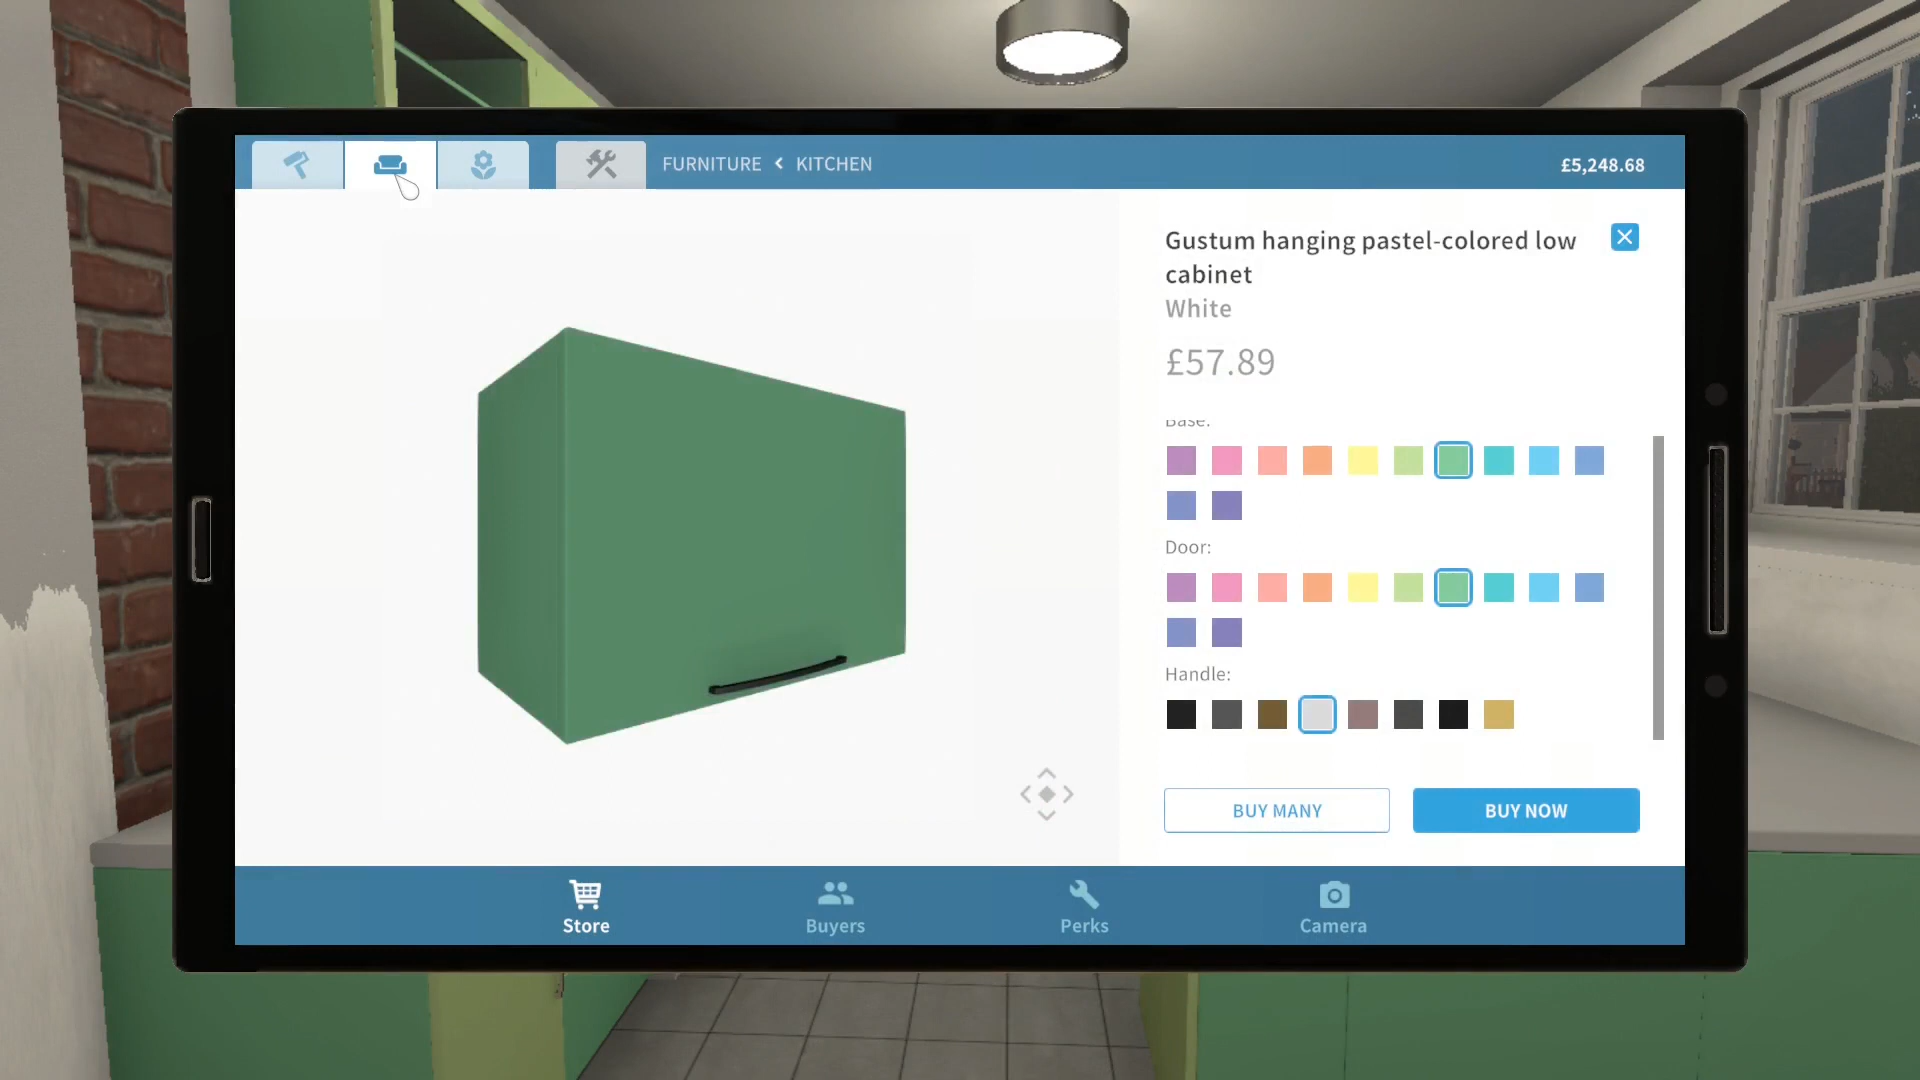 FURNITURE < KITCHEN
£5,248.68
Gustum hanging pastel-colored low
cabinet
White
£57.89
Base:
Door:
Handle:
BUY MANY
BUY NOW
Store
Buyers
Perks
Camera